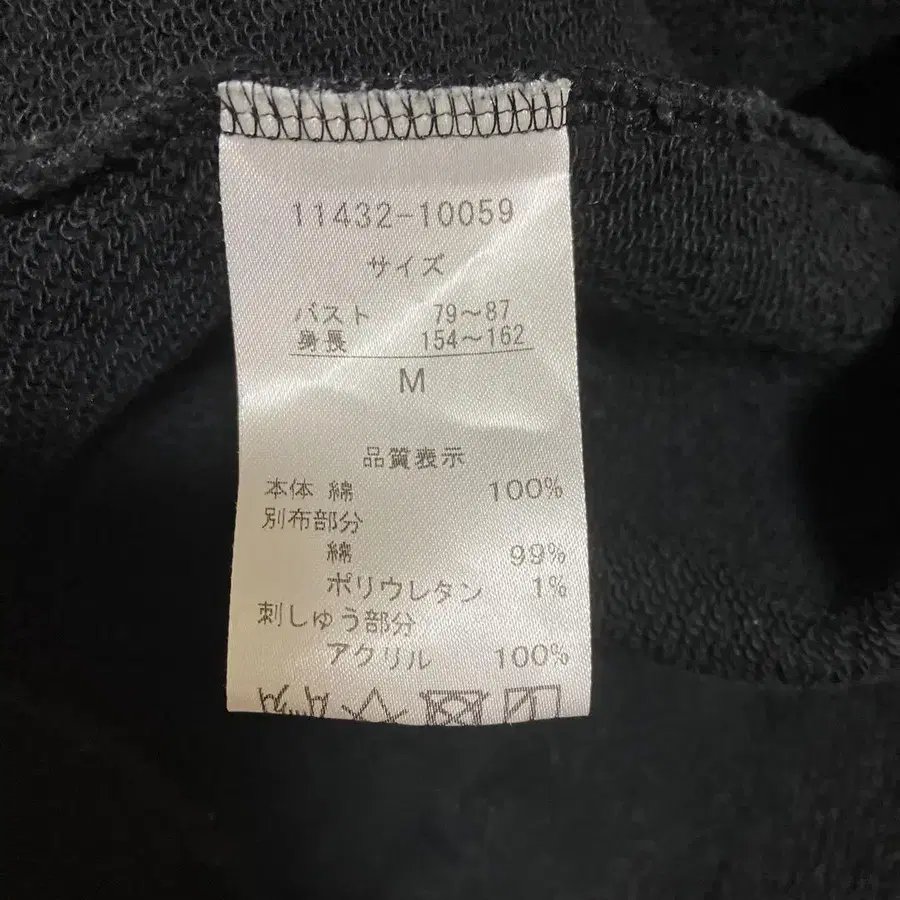 11432-10059
サイズ
バスト 79～87
身長 154～162
M
品質表示
本体 綿 100%
別布部分
綿 99%
ポリウレタン 1%
刺しゅう部分
アクリル 100%